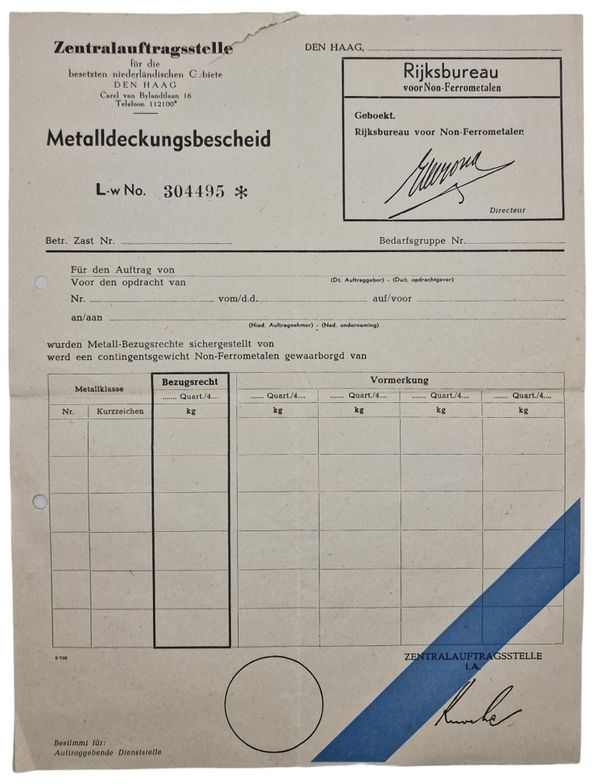 Zentralauftragsstelle
für die
besetzten niederländischen G biete
DEN HAAG
Carel van Bylandtlaan 16
Telefoon 112100*
DEN HAAG,
Rijksbureau
voor Non-Ferrometalen
Geboekt.
Rijksbureau voor Non-Ferrometalen
Directeur
Metalldeckungsbescheid
L-w No. 304495 *
Betr. Zast Nr.
Bedarfsgruppe Nr.
Für den Auftrag von
Voor den opdracht van
(Dt. Auftraggeber) - (Duit. opdrachtgever)
Nr. vom/d.d. auf/voor
an/aan
(Nied. Auftragnehmer) - (Ned. onderneming)
wurden Metall-Bezugsrechte sichergestellt von
werd een contingentsgewicht Non-Ferrometalen gewaarborgd van
Metallklasse Bezugsrecht Vormerkung
....... Quart./4.... ....... Quart./4.... ....... Quart./4.... ....... Quart./4.... ....... Quart./4....
Nr. Kurzzeichen kg kg kg kg kg
K 708
ZENTRALAUFTRAGSSTELLE
I.A.
Bestimmt für:
Auftraggebende Dienststelle